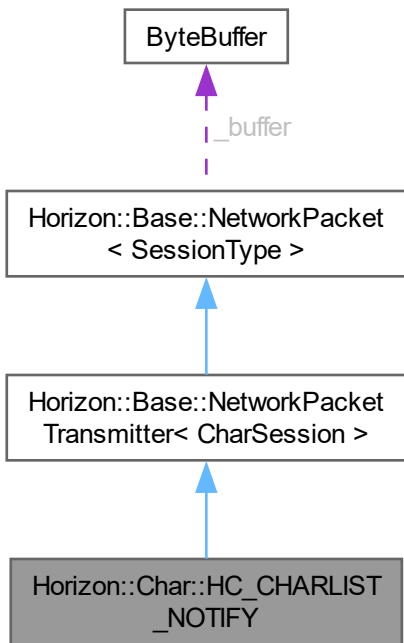 ByteBuffer
_buffer
Horizon::Base::NetworkPacket
< SessionType >
Horizon::Base::NetworkPacket
Transmitter< CharSession >
Horizon::Char::HC_CHARLIST
_NOTIFY